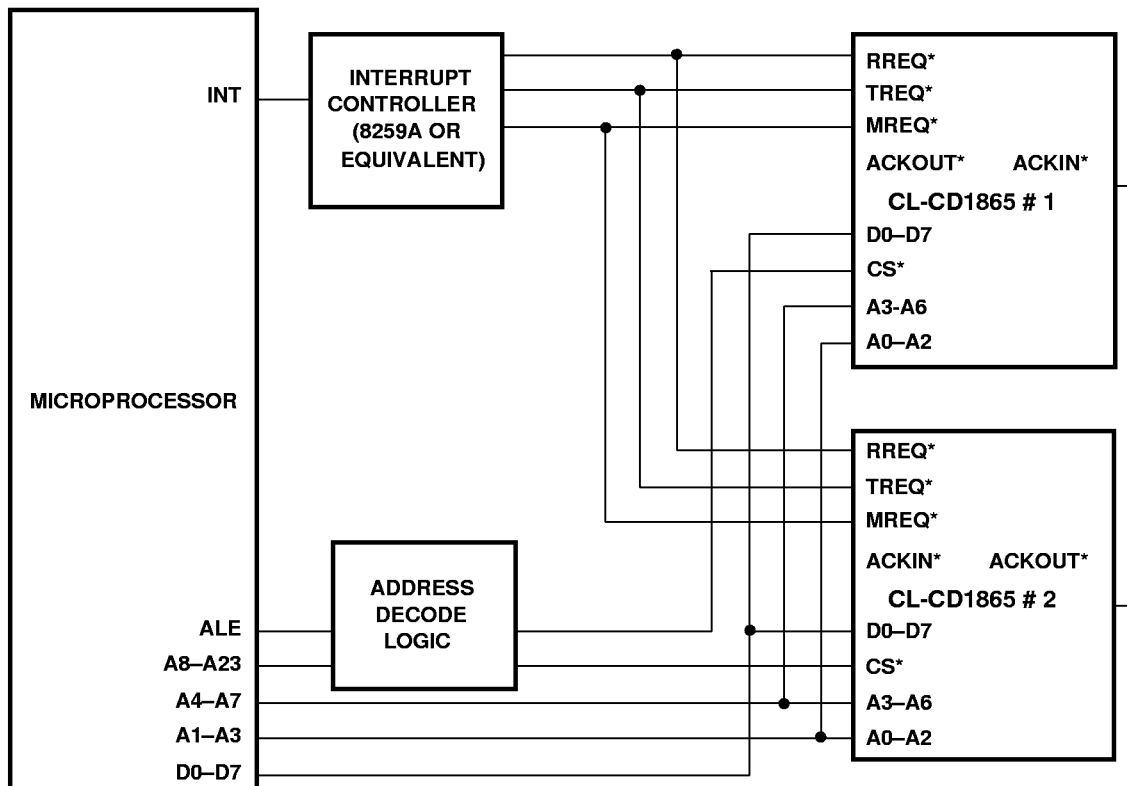 INT
INTERRUPT
CONTROLLER
(8259A OR
EQUIVALENT)
RREQ*
TREQ*
MREQ*
ACKOUT* ACKIN*
CL-CD1865 # 1
D0–D7
CS*
A3-A6
A0–A2
MICROPROCESSOR
RREQ*
TREQ*
MREQ*
ACKIN* ACKOUT*
CL-CD1865 # 2
D0–D7
CS*
A3–A6
A0–A2
ADDRESS
DECODE
LOGIC
ALE
A8–A23
A4–A7
A1–A3
D0–D7